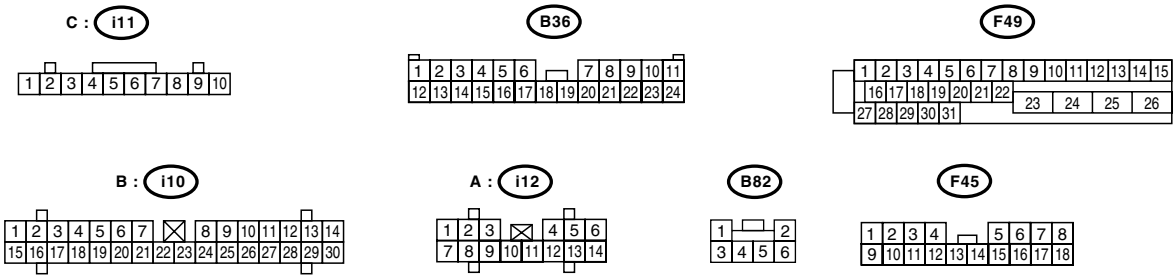 C : i11
B36
F49
1 2 3 4 5 6 7 8 9 10
1 2 3 4 5 6 7 8 9 10 11
12 13 14 15 16 17 18 19 20 21 22 23 24
1 2 3 4 5 6 7 8 9 10 11 12 13 14 15
16 17 18 19 20 21 22 23 24 25 26
27 28 29 30 31
B : i10
A : i12
B82
F45
1 2 3 4 5 6 7 8 9 10 11 12 13 14
15 16 17 18 19 20 21 22 23 24 25 26 27 28 29 30
1 2 3 4 5 6
7 8 9 10 11 12 13 14
1 2
3 4 5 6
1 2 3 4 5 6 7 8
9 10 11 12 13 14 15 16 17 18